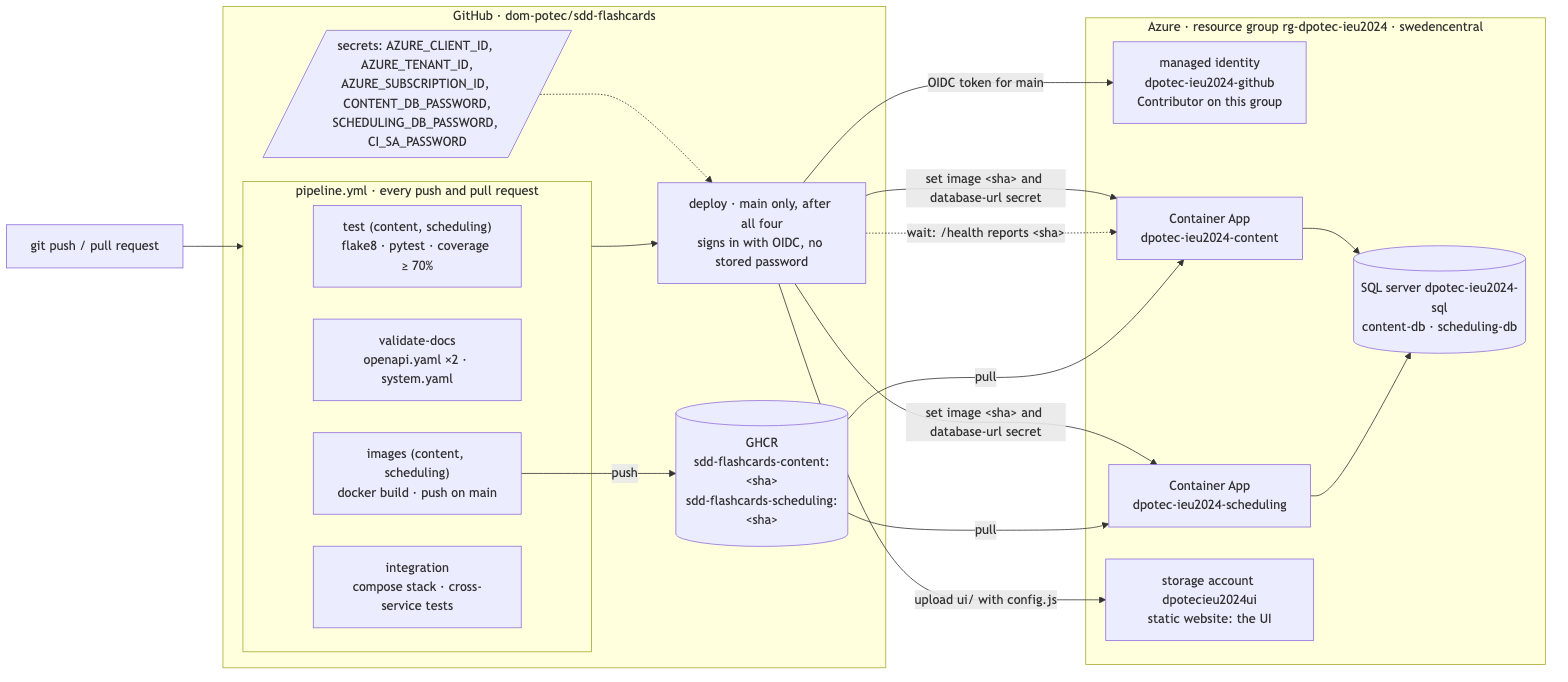 GitHub · dom-potec/sdd-flashcards
secrets: AZURE_CLIENT_ID,
AZURE_TENANT_ID,
AZURE_SUBSCRIPTION_ID,
CONTENT_DB_PASSWORD,
SCHEDULING_DB_PASSWORD,
CI_SA_PASSWORD
git push / pull request
pipeline.yml · every push and pull request
test (content, scheduling)
flake8 · pytest · coverage
≥ 70%
validate-docs
openapi.yaml ×2 ·
system.yaml
images (content,
scheduling)
docker build · push on main
integration
compose stack · cross-
service tests
push
deploy · main only, after
all four
signs in with OIDC, no
stored password
GHCR
sdd-flashcards-content:
<sha>
sdd-flashcards-scheduling:
<sha>
OIDC token for main
set image <sha> and
database-url secret
wait: /health reports <sha>
pull
set image <sha> and
database-url secret
pull
upload ui/ with config.js
Azure · resource group rg-dpotec-ieu2024 · swedencentral
managed identity
dpotec-ieu2024-github
Contributor on this group
Container App
dpotec-ieu2024-content
SQL server dpotec-ieu2024-
sql
content-db · scheduling-db
Container App
dpotec-ieu2024-scheduling
storage account
dpotecieu2024ui
static website: the UI